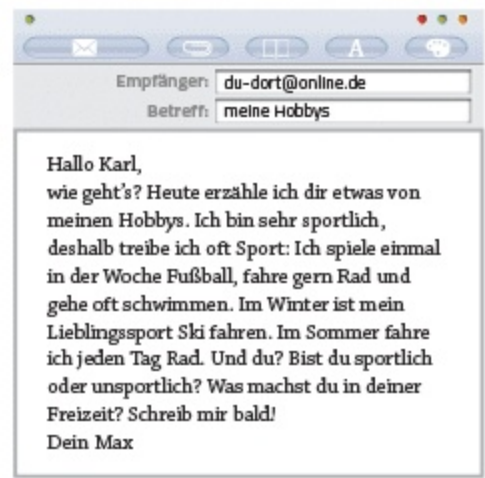 A
Empfänger: du-dort@online.de
Betreff: meine Hobbys
Hallo Karl,
wie geht's? Heute erzähle ich dir etwas von
meinen Hobbys. Ich bin sehr sportlich,
deshalb treibe ich oft Sport: Ich spiele einmal
in der Woche Fußball, fahre gern Rad und
gehe oft schwimmen. Im Winter ist mein
Lieblingssport Ski fahren. Im Sommer fahre
ich jeden Tag Rad. Und du? Bist du sportlich
oder unsportlich? Was machst du in deiner
Freizeit? Schreib mir bald!
Dein Max